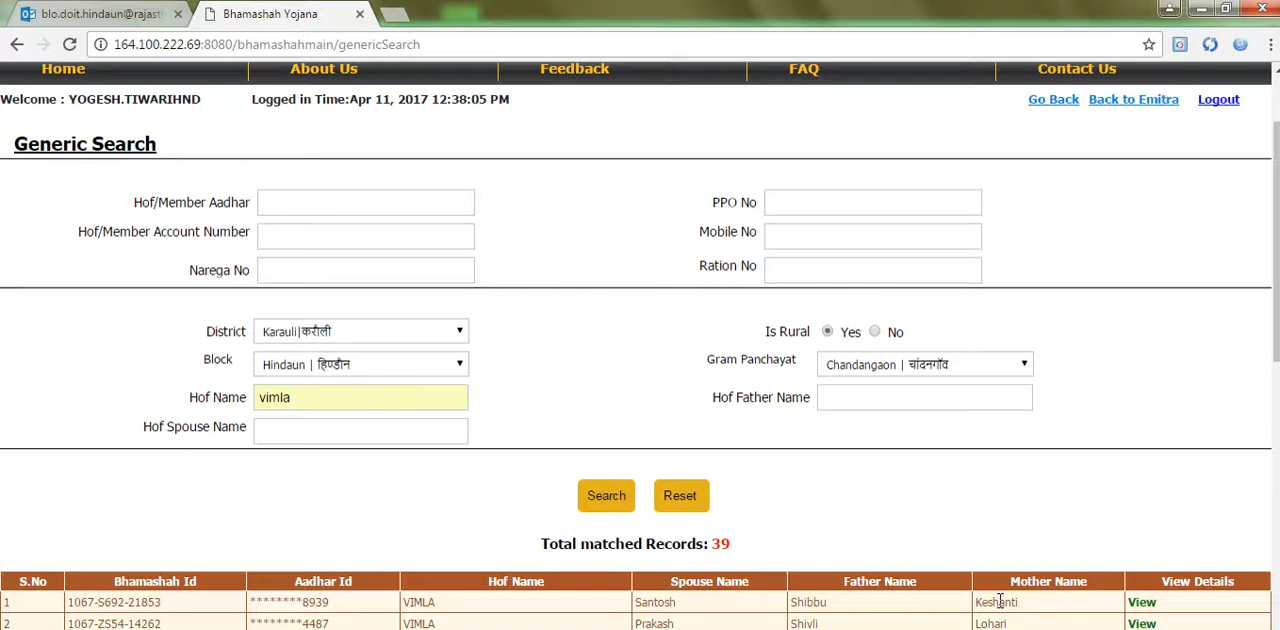 blo.doit.hindaun@rajast
Bhamashah Yojana
164.100.222.69:8080/bhamashahmain/genericSearch
Home About Us Feedback FAQ Contact Us
Welcome : YOGESH.TIWARIHND Logged in Time:Apr 11, 2017 12:38:05 PM Go Back Back to Emitra Logout
Generic Search
Hof/Member Aadhar PPO No
Hof/Member Account Number Mobile No
Narega No Ration No
District Karauli|करौली Is Rural Yes No
Block Hindaun | हिण्डौन Gram Panchayat Chandangaon | चांदनगॉव
Hof Name vimla Hof Father Name
Hof Spouse Name
Search Reset
Total matched Records: 39
S.No Bhamashah Id Aadhar Id Hof Name Spouse Name Father Name Mother Name View Details
1 1067-S692-21853 ********8939 VIMLA Santosh Shibbu Keshanti View
2 1067-ZS54-14262 ********4487 VIMLA Prakash Shivli Lohari View